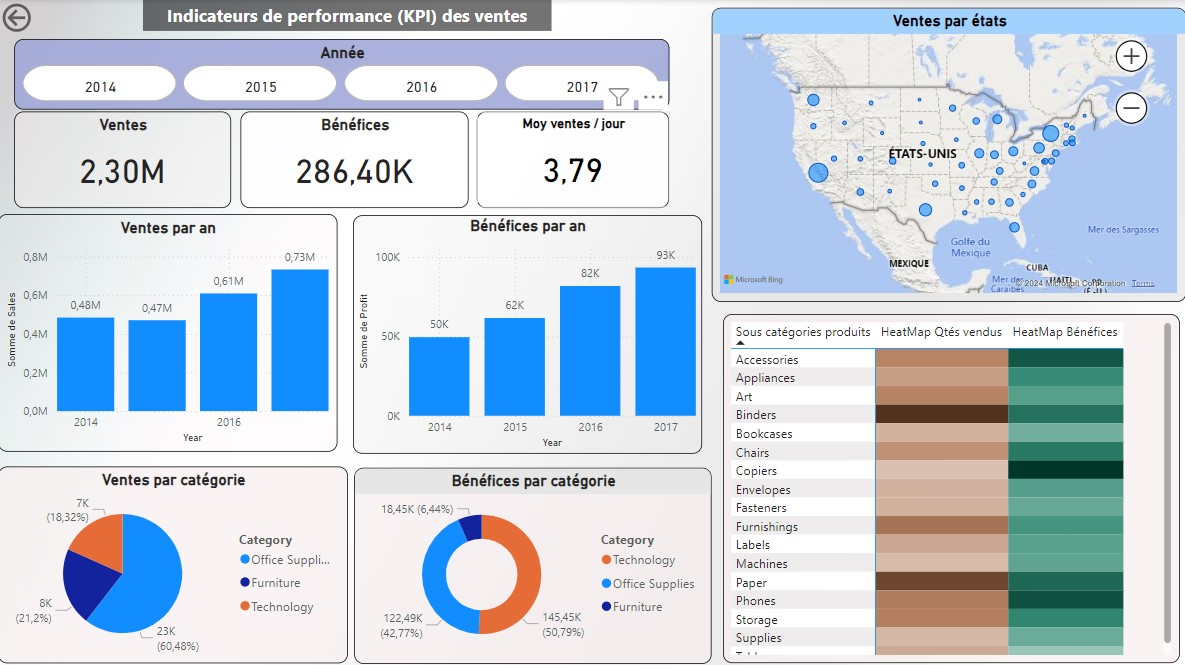 Indicateurs de performance (KPI) des ventes
Année
2014
2015
2016
2017
Ventes
2,30M
Bénéfices
286,40K
Moy ventes / jour
3,79
Ventes par an
Somme de Sales
0,8M
0,6M
0,4M
0,2M
0,0M
0,48M
0,47M
0,61M
0,73M
2014
2016
Year
Bénéfices par an
Somme de Profit
100K
50K
0K
50K
62K
82K
93K
2014
2015
2016
2017
Year
Ventes par catégorie
7K
(18,32%)
8K
(21,2%)
23K
(60,48%)
Category
Office Suppli...
Furniture
Technology
Bénéfices par catégorie
18,45K (6,44%)
122,49K
(42,77%)
145,45K
(50,79%)
Category
Technology
Office Supplies
Furniture
Ventes par états
ÉTATS-UNIS
Mer des Sargasses
Golfe du
Mexique
MEXIQUE
CUBA
Mer des
Caraïbes
HAÏTI
(É.-U.)
Microsoft Bing
© 2024 Microsoft Corporation
Terms
Sous catégories produits HeatMap Qtés vendus HeatMap Bénéfices
Accessories
Appliances
Art
Binders
Bookcases
Chairs
Copiers
Envelopes
Fasteners
Furnishings
Labels
Machines
Paper
Phones
Storage
Supplies